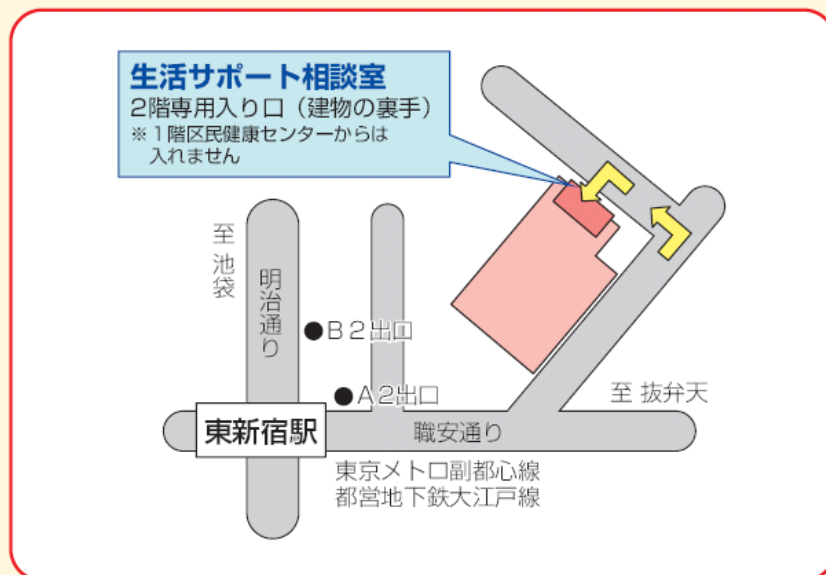 生活サポート相談室
2階専用入り口（建物の裏手）
※１階区民健康センターからは
入れません
至 池袋
明治通り
B２出口
A２出口
至 抜弁天
東新宿駅
職安通り
東京メトロ副都心線
都営地下鉄大江戸線